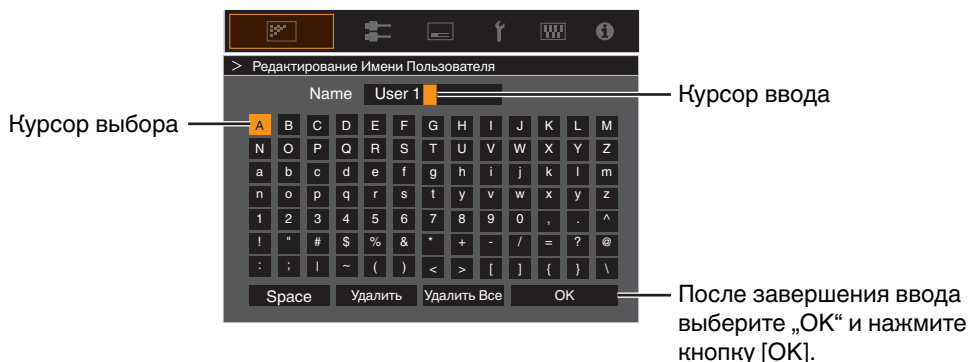 > Редактирование Имени Пользователя
Name User 1
Курсор ввода
Курсор выбора
A B C D E F G H I J K L M
N O P Q R S T U V W X Y Z
a b c d e f g h i j k l m
n o p q r s t y v w x y z
1 2 3 4 5 6 7 8 9 0 , . ^
! " # $ % & * + - / = ? @
: ; | ~ ( ) < > [ ] { } \
Space Удалить Удалить Все OK
После завершения ввода
выберите „OK“ и нажмите
кнопку [OK].